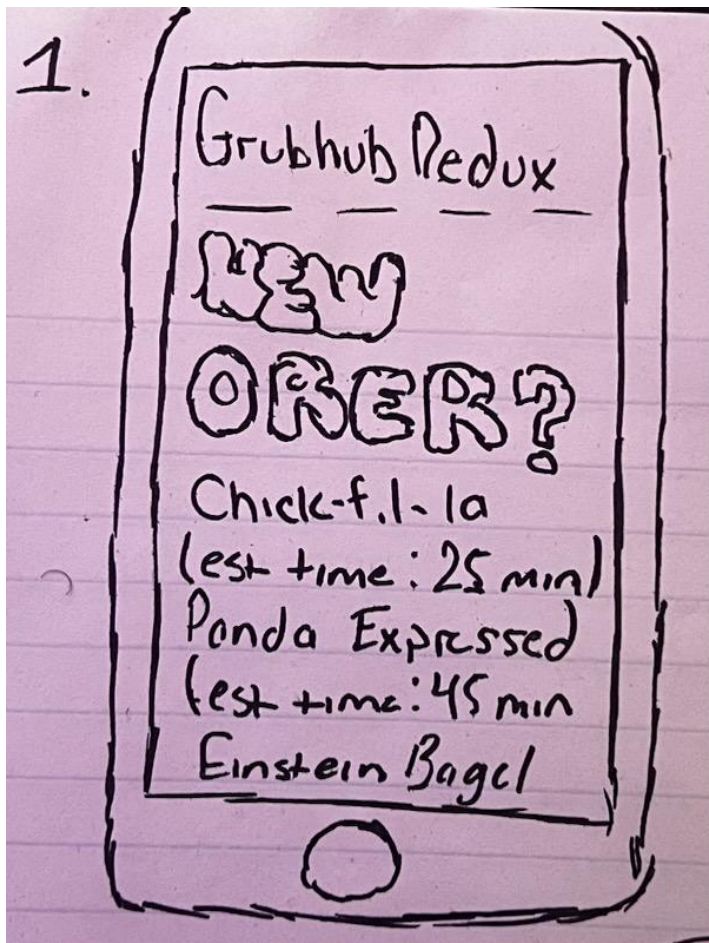 1.
Grubhub Redux
NEW
ORER?
Chick-fil-la
(est time: 25 min)
Panda Expressed
(est time: 45 min
Einstein Bagel